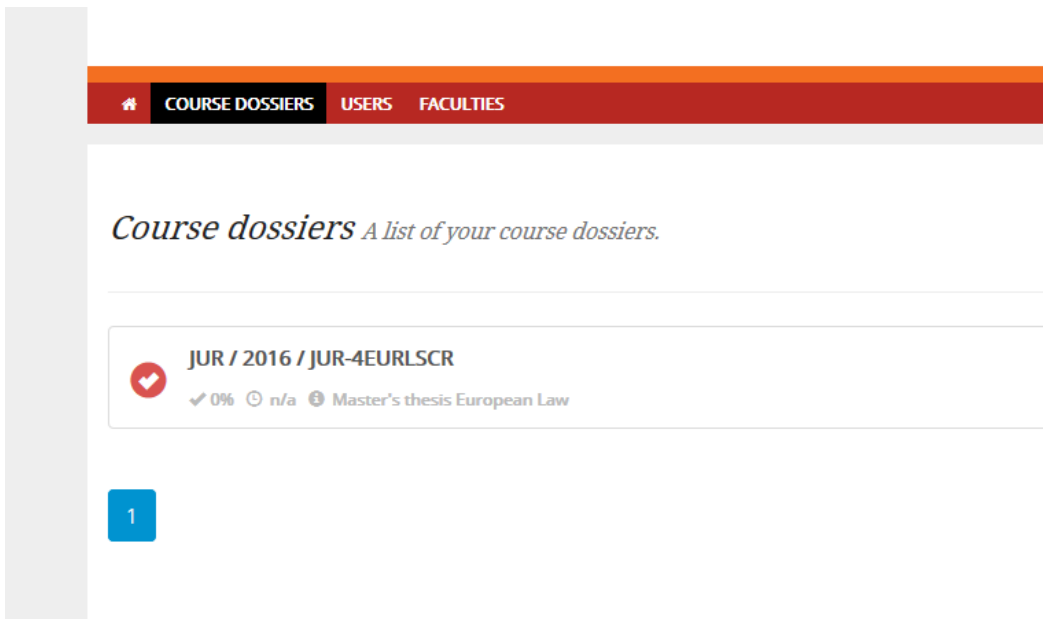 COURSE DOSSIERS USERS FACULTIES
Course dossiers A list of your course dossiers.
JUR / 2016 / JUR-4EURLSCR
0% n/a Master's thesis European Law
1